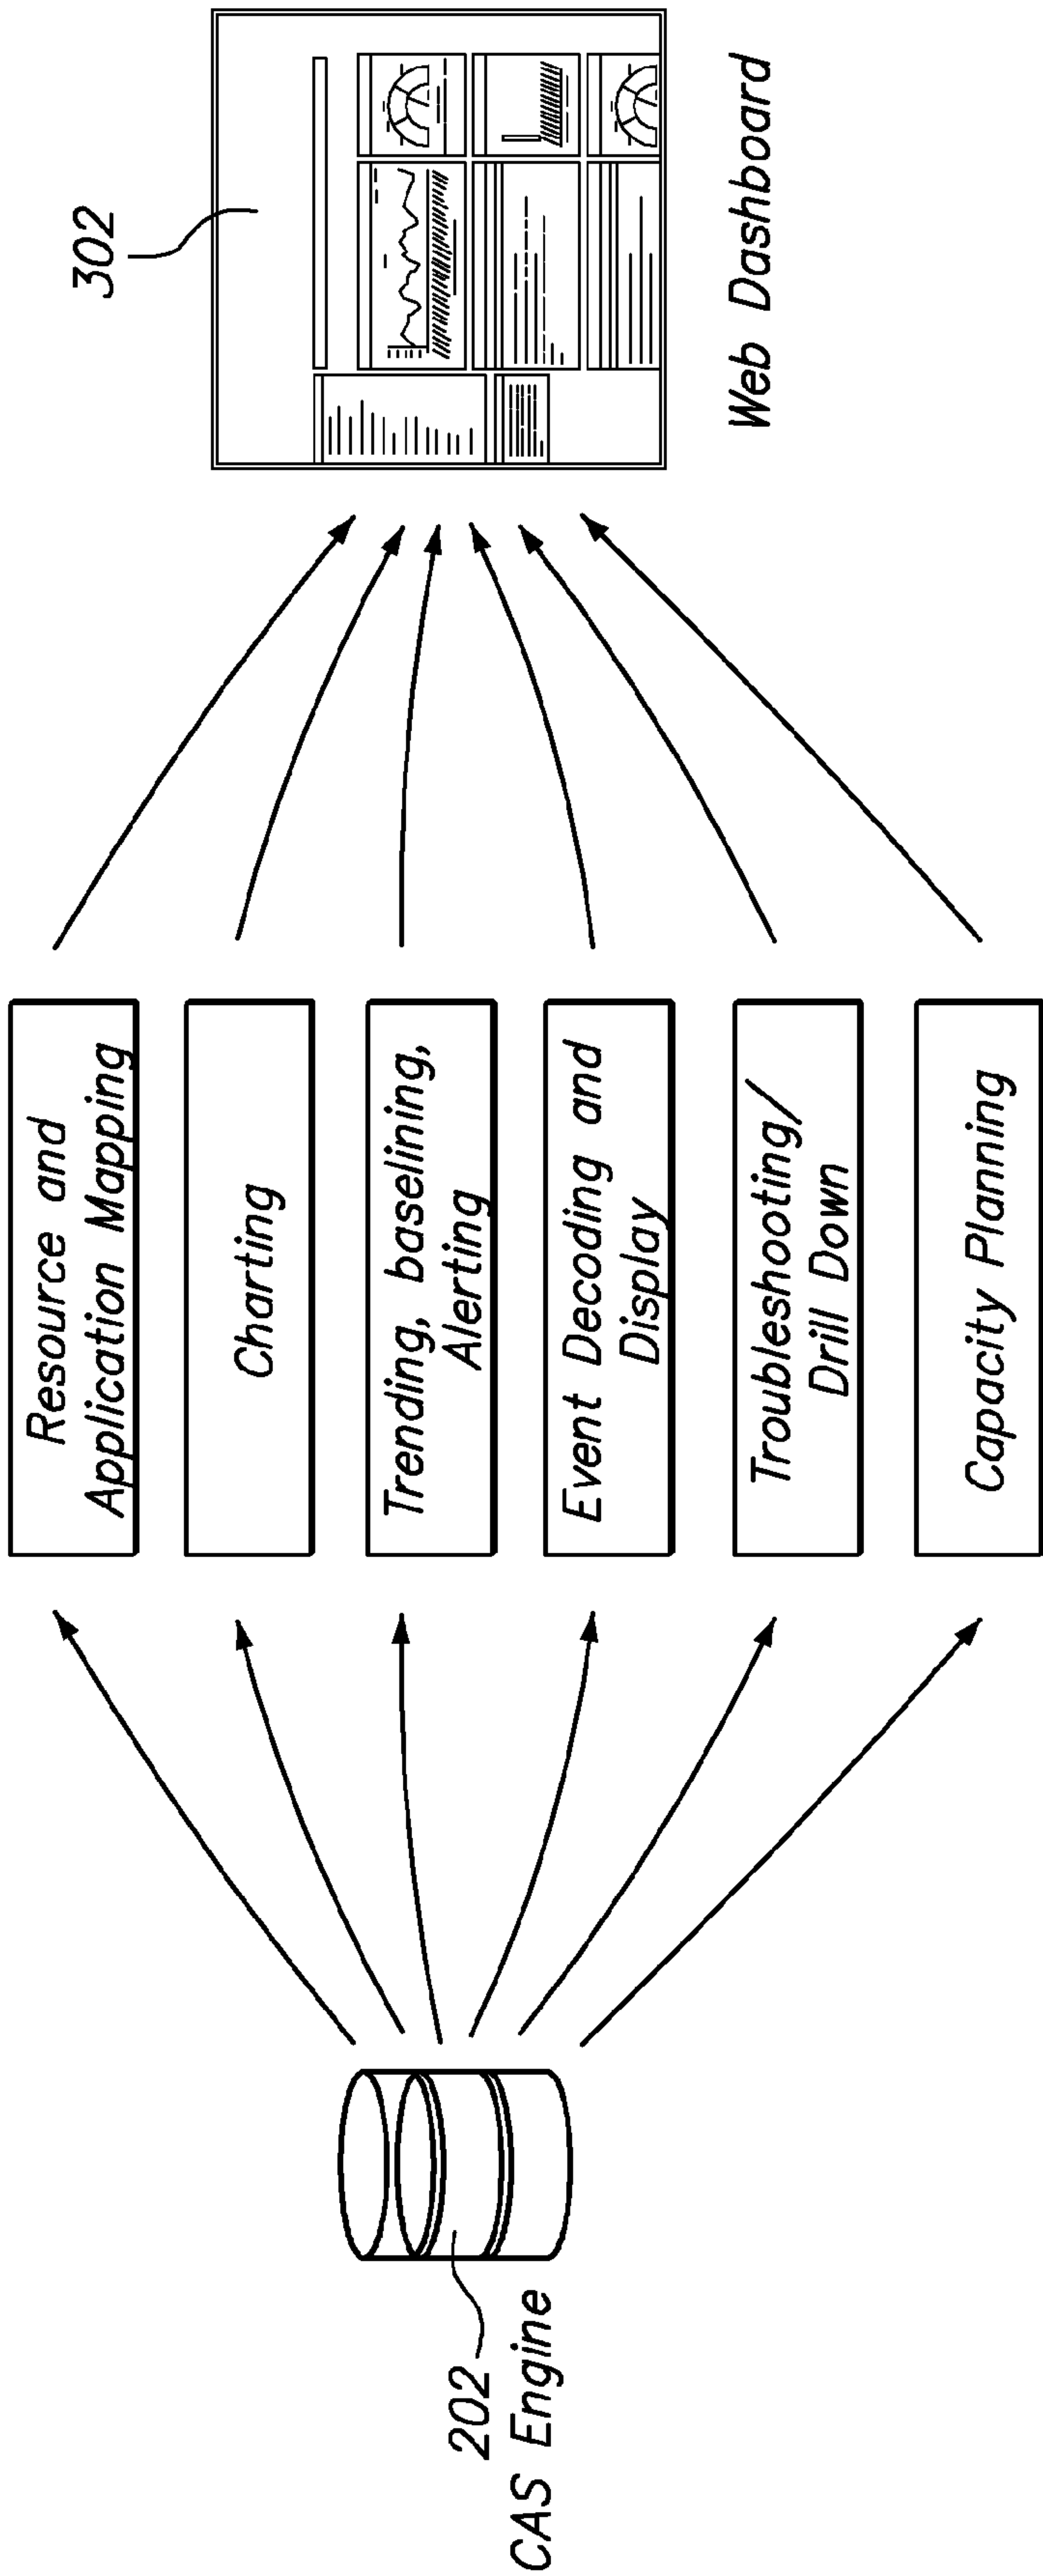 202
CAS Engine
Resource and
Application Mapping
Charting
Trending, baselining,
Alerting
Event Decoding and
Display
Troubleshooting/
Drill Down
Capacity Planning
302
Web Dashboard